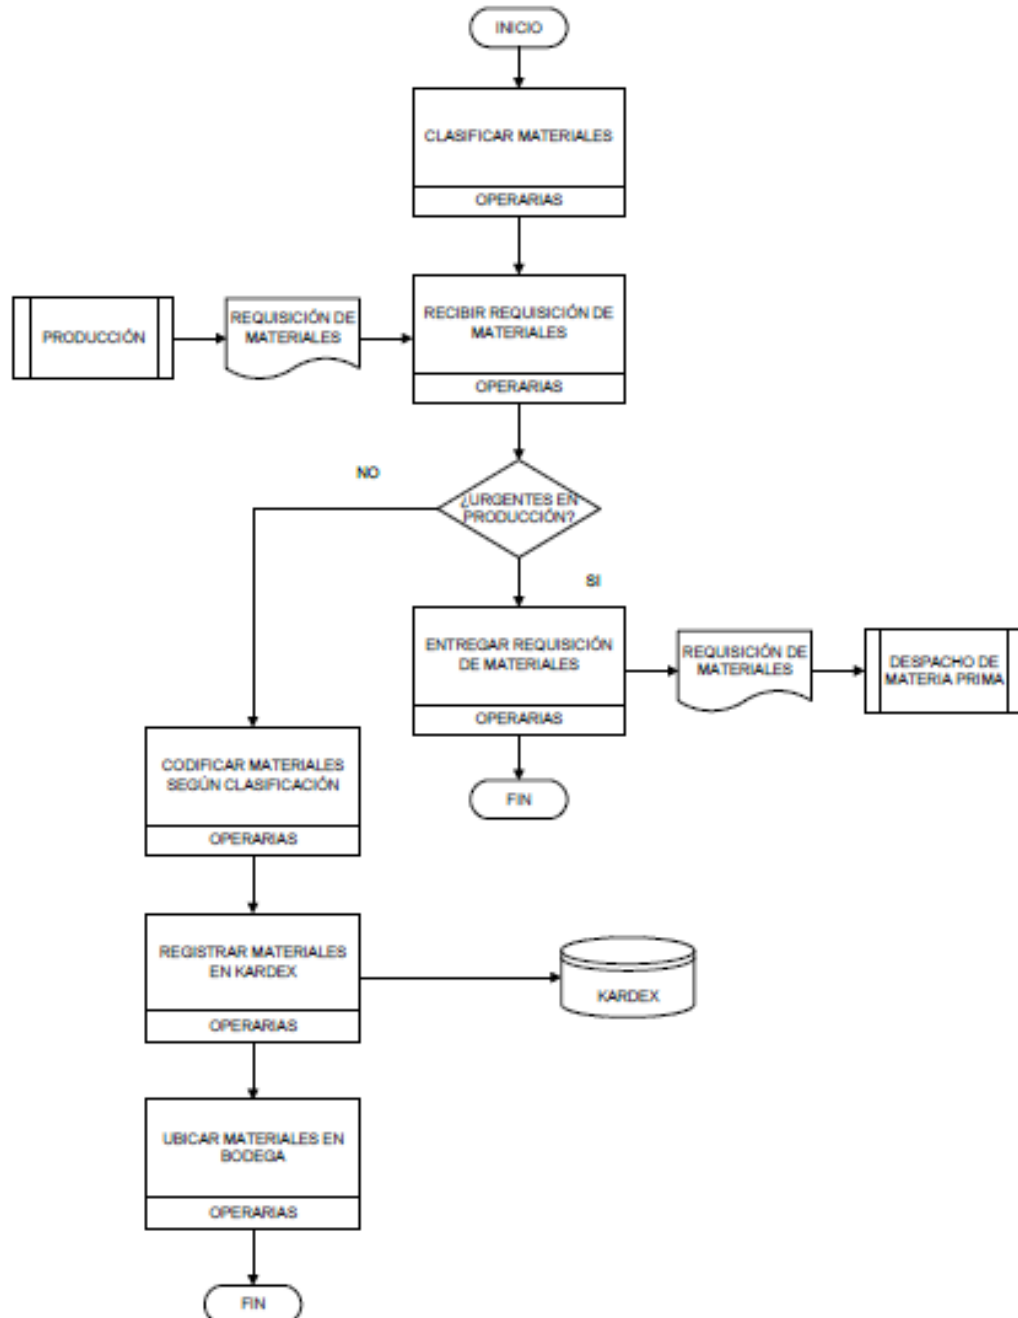 INICIO
CLASIFICAR MATERIALES
OPERARIAS
PRODUCCIÓN
REQUISICIÓN DE
MATERIALES
RECIBIR REQUISICIÓN DE
MATERIALES
OPERARIAS
NO
¿URGENTES EN
PRODUCCIÓN?
SI
ENTREGAR REQUISICIÓN
DE MATERIALES
OPERARIAS
REQUISICIÓN DE
MATERIALES
DESPACHO DE
MATERIA PRIMA
FIN
CODIFICAR MATERIALES
SEGÚN CLASIFICACIÓN
OPERARIAS
REGISTRAR MATERIALES
EN KARDEX
OPERARIAS
KARDEX
UBICAR MATERIALES EN
BODEGA
OPERARIAS
FIN